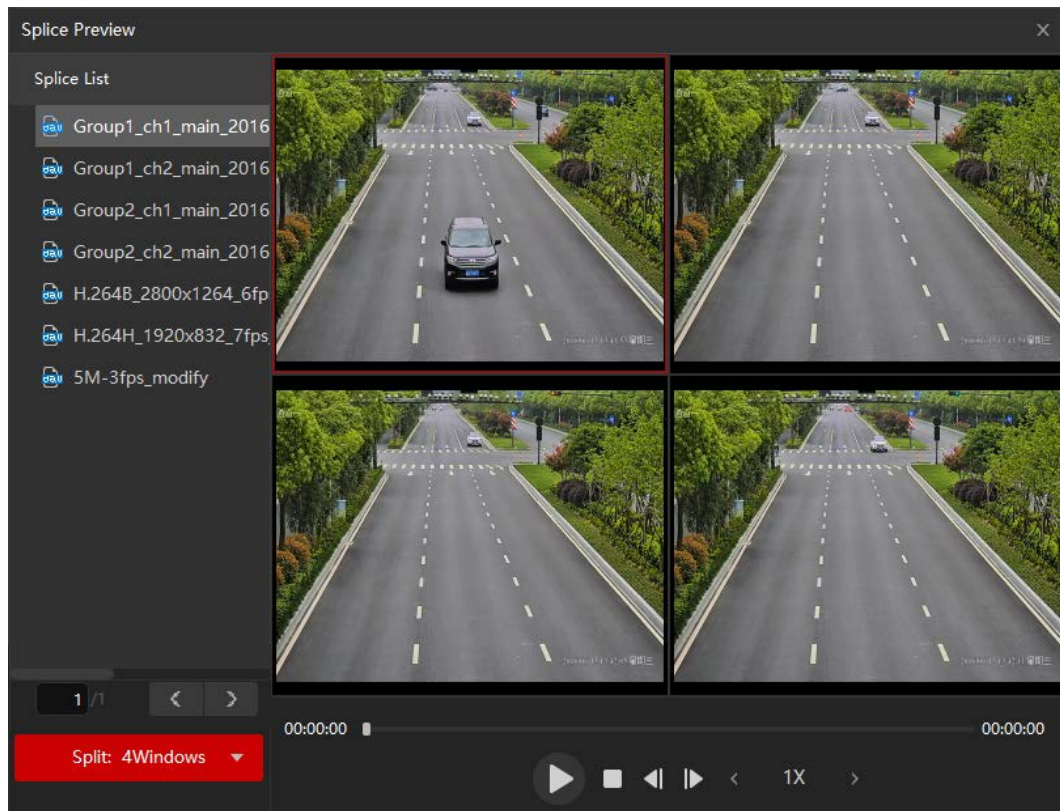 Splice Preview
Splice List
Group1_ch1_main_2016
Group1_ch2_main_2016
Group2_ch1_main_2016
Group2_ch2_main_2016
H.264B_2800x1264_6fp
H.264H_1920x832_7fps_
5M-3fps_modify
1 /1
Split: 4Windows
00:00:00
00:00:00
1X